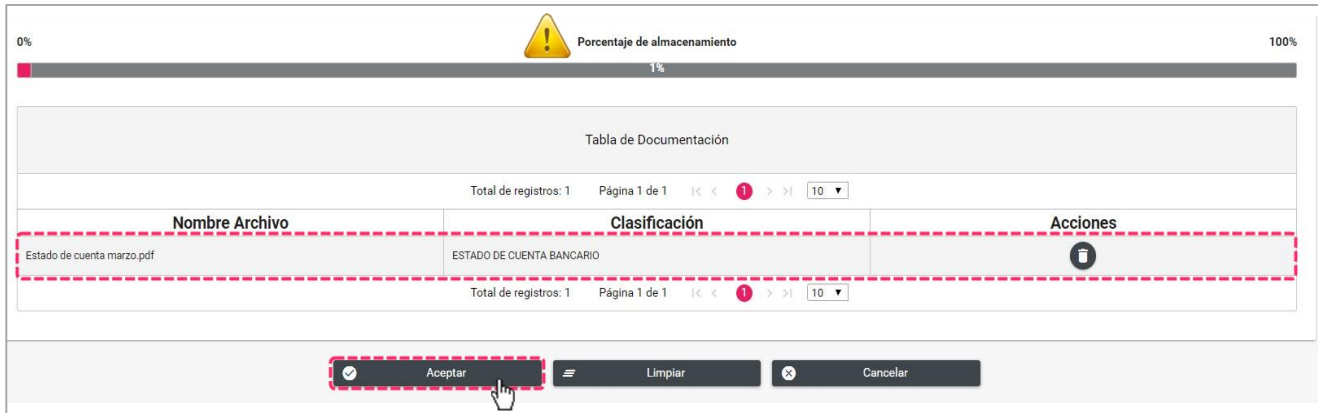 0% Porcentaje de almacenamiento 100%
1%
Tabla de Documentación
Total de registros: 1 Página 1 de 1 |< < 1 > >| 10 ▼
Nombre Archivo Clasificación Acciones
Estado de cuenta marzo.pdf ESTADO DE CUENTA BANCARIO
Total de registros: 1 Página 1 de 1 |< < 1 > >| 10 ▼
Aceptar Limpiar Cancelar